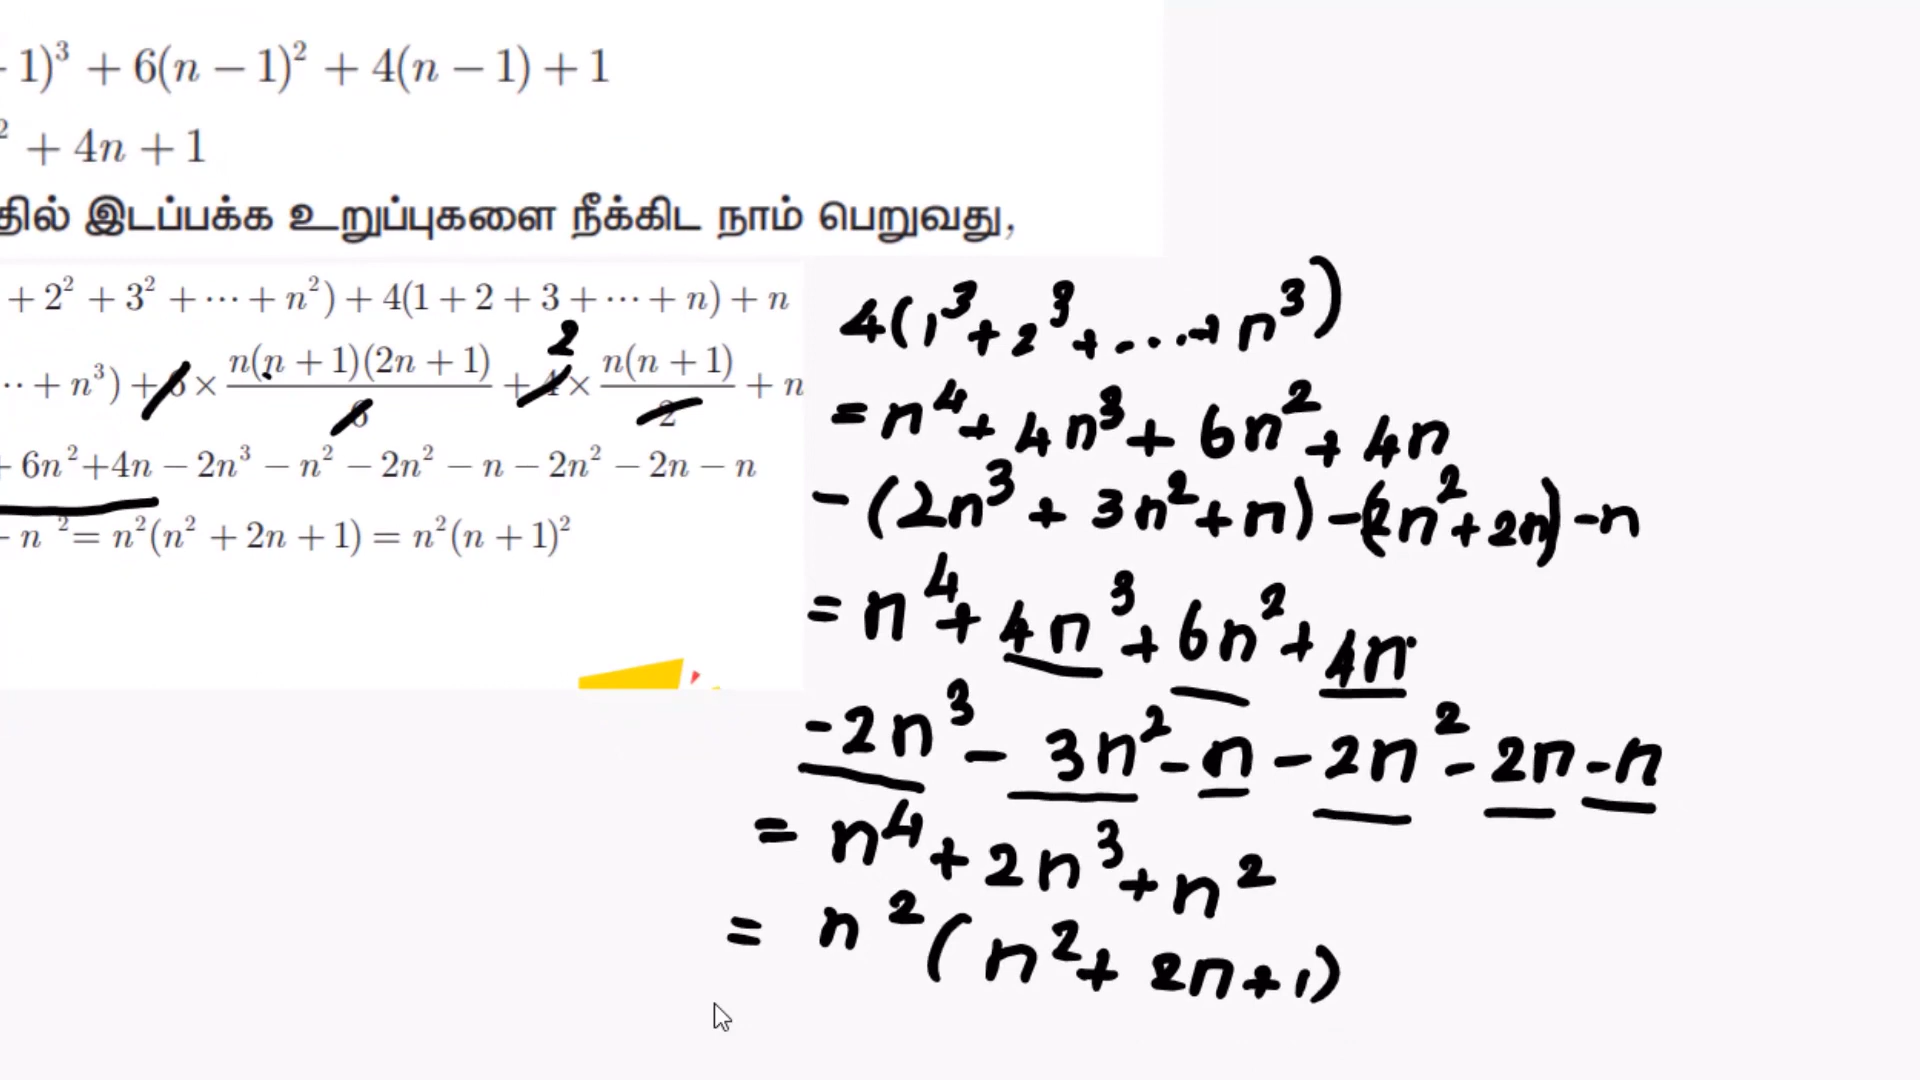 - 1)³ + 6(n − 1)² + 4(n − 1) + 1
² + 4n + 1
தில் இடப்பக்க உறுப்புகளை நீக்கிட நாம் பெறுவது,
+ 2² + 3² + ⋯ + n²) + 4(1 + 2 + 3 + ⋯ + n) + n
2
⋯ + n³) + 6 × n(n + 1)(2n + 1)/6 + 4 × n(n + 1)/2 + n
+ 6n² + 4n − 2n³ − n² − 2n² − n − 2n² − 2n − n
- n² = n²(n² + 2n + 1) = n²(n + 1)²
4(1³ + 2³ + ... + n³)
= n⁴ + 4n³ + 6n² + 4n
− (2n³ + 3n² + n) − (2n² + 2n) − n
= n⁴ + 4n³ + 6n² + 4n
−2n³ − 3n² − n − 2n² − 2n − n
= n⁴ + 2n³ + n²
= n²(n² + 2n + 1)